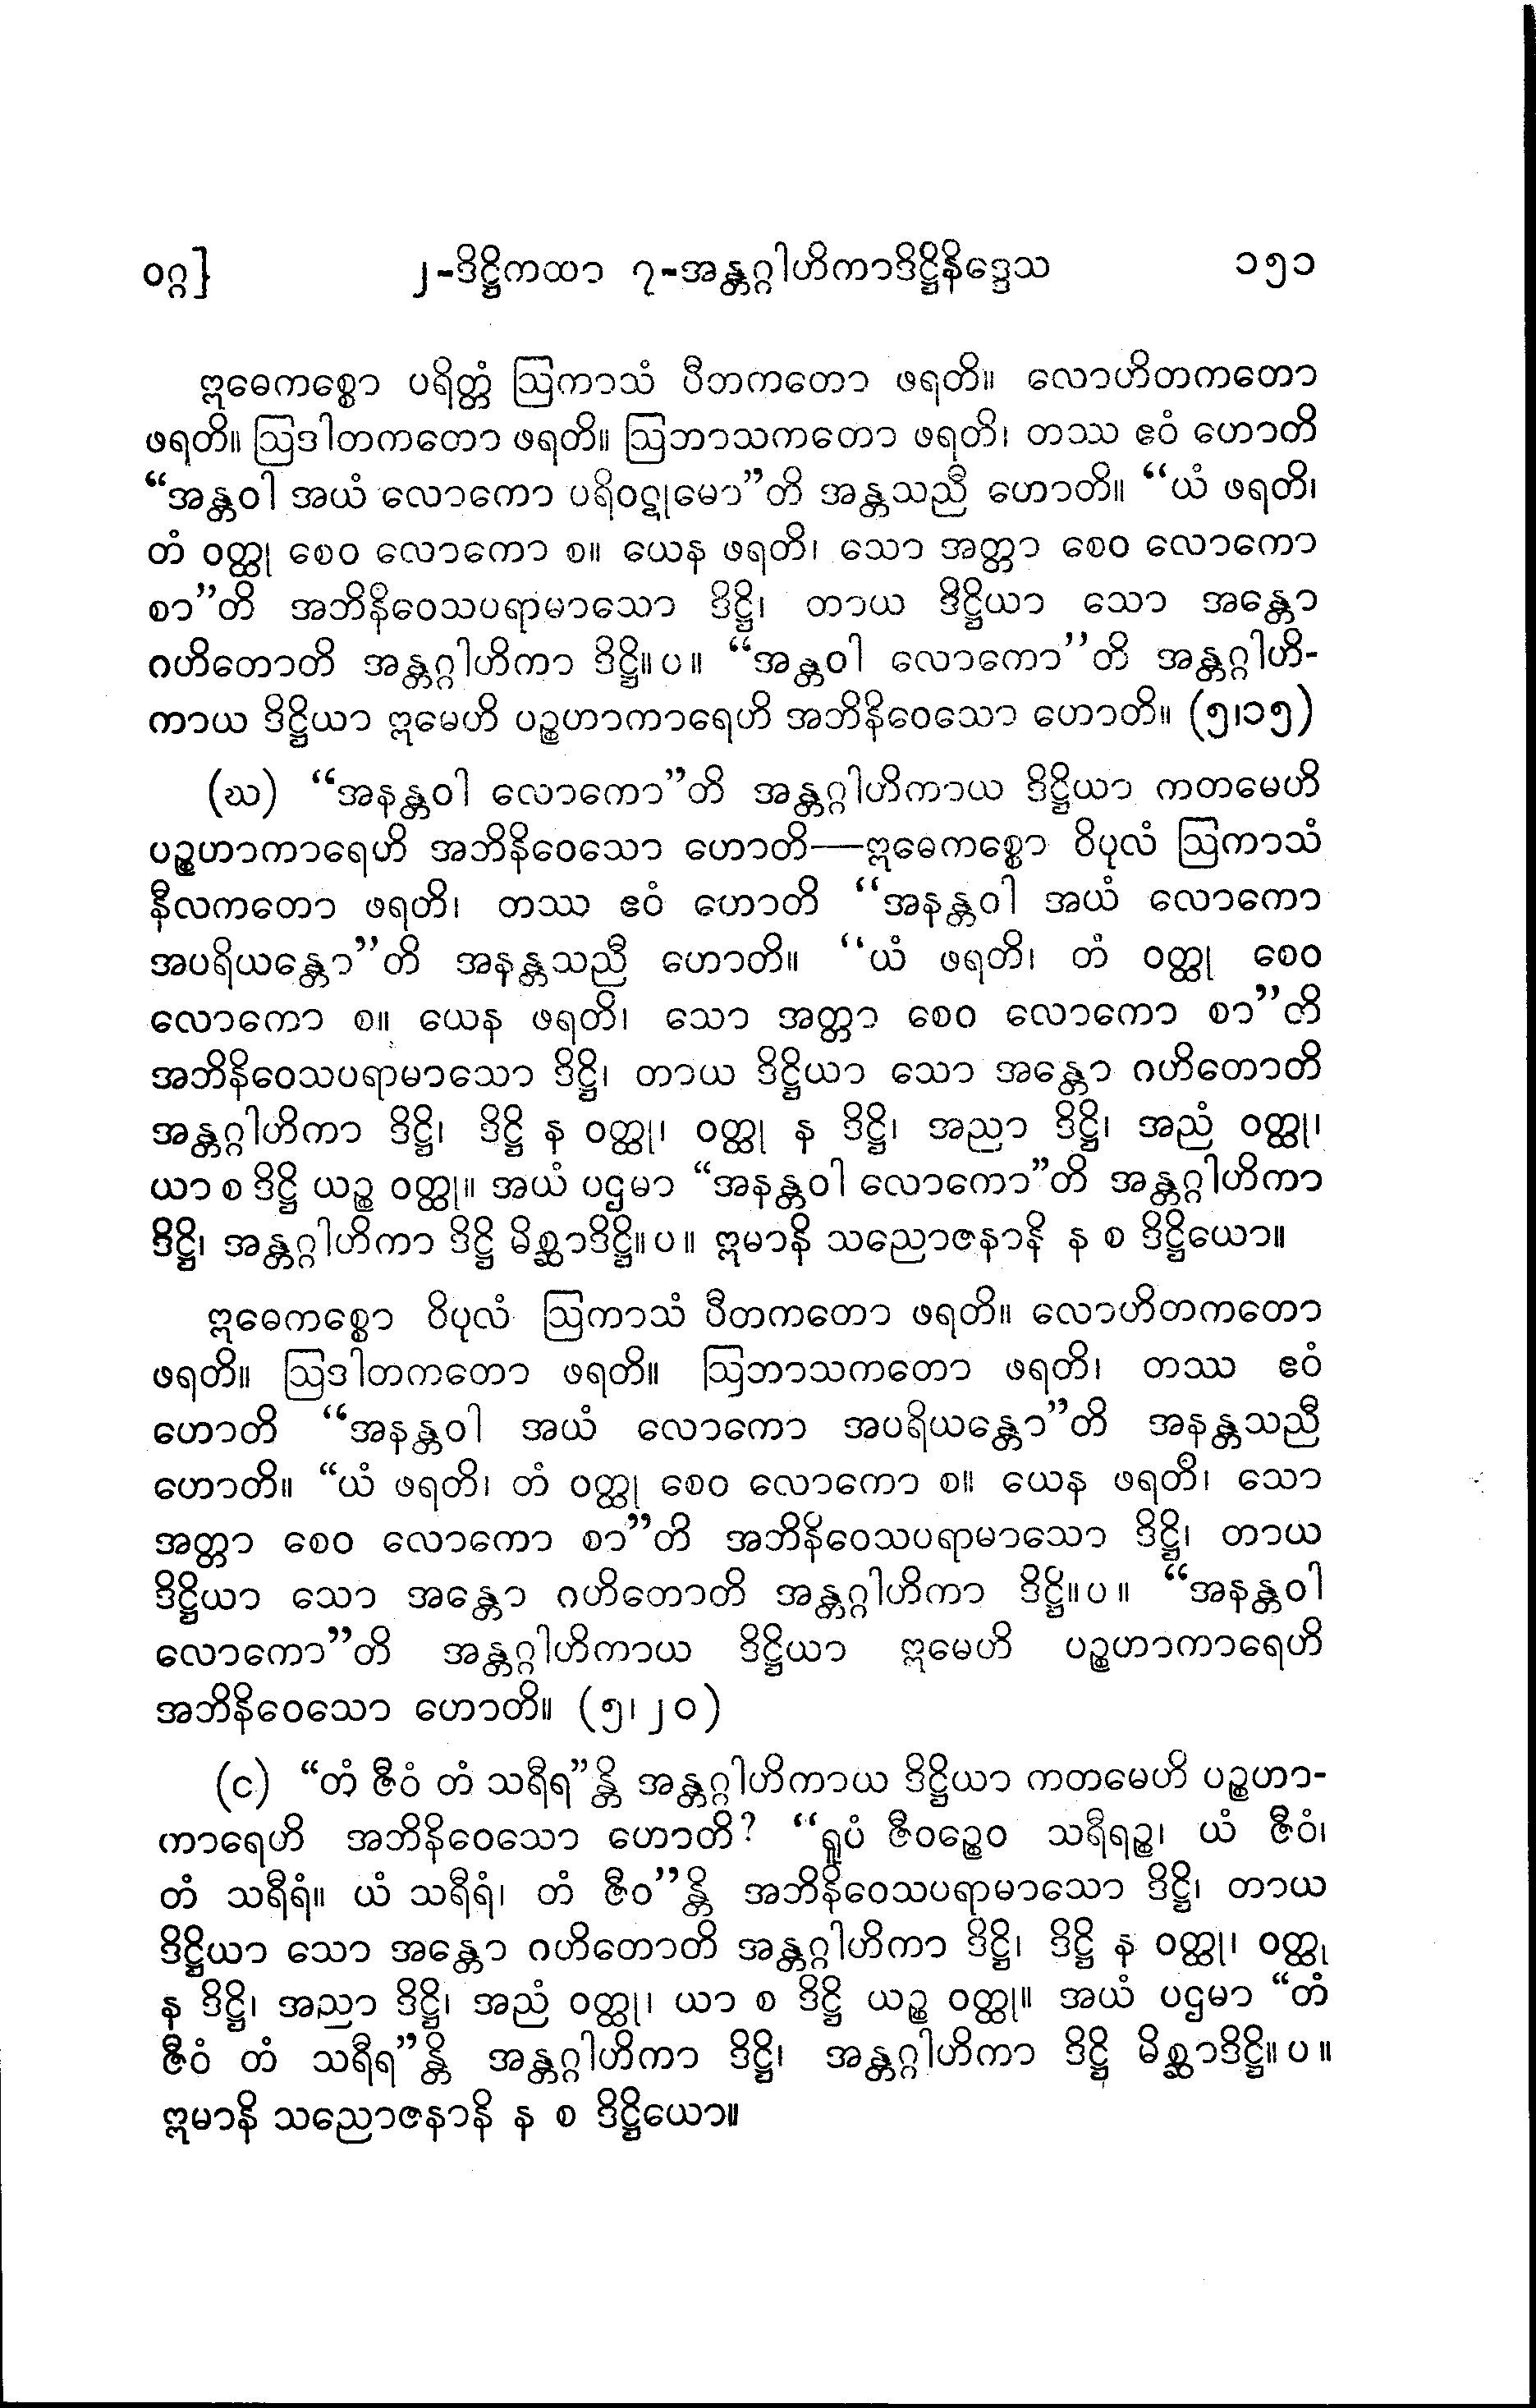 ဝဂ္ဂ} ၂-ဒိဋ္ဌိကထာ ၇-အန္တဂ္ဂါဟိကာဒိဋ္ဌိနိဒ္ဒေသ ၁၅၁
ဣဓေကစ္စော ပရိတ္တံ ဩကာသံ ပီတကတော ဖရတိ။ လောဟိတကတော
ဖရတိ။ ဩဒါတကတော ဖရတိ။ ဩဘာသကတော ဖရတိ၊ တဿ ဧဝံ ဟောတိ
“အန္တဝါ အယံ လောကော ပရိဝဋုမော”တိ အန္တသညီ ဟောတိ။ “ယံ ဖရတိ၊
တံ ဝတ္ထု စေဝ လောကော စ။ ယေန ဖရတိ၊ သော အတ္တာ စေဝ လောကော
စာ”တိ အဘိနိဝေသပရာမာသော ဒိဋ္ဌိ၊ တာယ ဒိဋ္ဌိယာ သော အန္တော
ဂဟိတောတိ အန္တဂ္ဂါဟိကာ ဒိဋ္ဌိ။ပ။ “အန္တဝါ လောကော”တိ အန္တဂ္ဂါဟိ-
ကာယ ဒိဋ္ဌိယာ ဣမေဟိ ပဉ္စဟာကာရေဟိ အဘိနိဝေသော ဟောတိ။ (၅၊၁၅)
(ဃ) “အနန္တဝါ လောကော”တိ အန္တဂ္ဂါဟိကာယ ဒိဋ္ဌိယာ ကတမေဟိ
ပဉ္စဟာကာရေဟိ အဘိနိဝေသော ဟောတိ—ဣဓေကစ္စော ဝိပုလံ ဩကာသံ
နီလကတော ဖရတိ၊ တဿ ဧဝံ ဟောတိ “အနန္တဝါ အယံ လောကော
အပရိယန္တော”တိ အနန္တသညီ ဟောတိ။ “ယံ ဖရတိ၊ တံ ဝတ္ထု စေဝ
လောကော စ။ ယေန ဖရတိ၊ သော အတ္တာ စေဝ လောကော စာ”တိ
အဘိနိဝေသပရာမာသော ဒိဋ္ဌိ၊ တာယ ဒိဋ္ဌိယာ သော အန္တော ဂဟိတောတိ
အန္တဂ္ဂါဟိကာ ဒိဋ္ဌိ၊ ဒိဋ္ဌိ န ဝတ္ထု၊ ဝတ္ထု န ဒိဋ္ဌိ၊ အညာ ဒိဋ္ဌိ၊ အညံ ဝတ္ထု၊
ယာ စ ဒိဋ္ဌိ ယဉ္စ ဝတ္ထု။ အယံ ပဌမာ “အနန္တဝါ လောကော”တိ အန္တဂ္ဂါဟိကာ
ဒိဋ္ဌိ၊ အန္တဂ္ဂါဟိကာ ဒိဋ္ဌိ မိစ္ဆာဒိဋ္ဌိ။ပ။ ဣမာနိ သညောဇနာနိ န စ ဒိဋ္ဌိယော။
ဣဓေကစ္စော ဝိပုလံ ဩကာသံ ပီတကတော ဖရတိ။ လောဟိတကတော
ဖရတိ။ ဩဒါတကတော ဖရတိ။ ဩဘာသကတော ဖရတိ၊ တဿ ဧဝံ
ဟောတိ “အနန္တဝါ အယံ လောကော အပရိယန္တော”တိ အနန္တသညီ
ဟောတိ။ “ယံ ဖရတိ၊ တံ ဝတ္ထု စေဝ လောကော စ။ ယေန ဖရတိ၊ သော
အတ္တာ စေဝ လောကော စာ”တိ အဘိနိဝေသပရာမာသော ဒိဋ္ဌိ၊ တာယ
ဒိဋ္ဌိယာ သော အန္တော ဂဟိတောတိ အန္တဂ္ဂါဟိကာ ဒိဋ္ဌိ။ပ။ “အနန္တဝါ
လောကော”တိ အန္တဂ္ဂါဟိကာယ ဒိဋ္ဌိယာ ဣမေဟိ ပဉ္စဟာကာရေဟိ
အဘိနိဝေသော ဟောတိ။ (၅၊၂၀)
(င) “တံ ဇီဝံ တံ သရီရ”န္တိ အန္တဂ္ဂါဟိကာယ ဒိဋ္ဌိယာ ကတမေဟိ ပဉ္စဟာ-
ကာရေဟိ အဘိနိဝေသော ဟောတိ? “ရူပံ ဇီဝဉ္စေဝ သရီရဉ္စ၊ ယံ ဇီဝံ၊
တံ သရီရံ။ ယံ သရီရံ၊ တံ ဇီဝ”န္တိ အဘိနိဝေသပရာမာသော ဒိဋ္ဌိ၊ တာယ
ဒိဋ္ဌိယာ သော အန္တော ဂဟိတောတိ အန္တဂ္ဂါဟိကာ ဒိဋ္ဌိ၊ ဒိဋ္ဌိ န ဝတ္ထု၊ ဝတ္ထု
န ဒိဋ္ဌိ၊ အညာ ဒိဋ္ဌိ၊ အညံ ဝတ္ထု၊ ယာ စ ဒိဋ္ဌိ ယဉ္စ ဝတ္ထု။ အယံ ပဌမာ “တံ
ဇီဝံ တံ သရီရ”န္တိ အန္တဂ္ဂါဟိကာ ဒိဋ္ဌိ၊ အန္တဂ္ဂါဟိကာ ဒိဋ္ဌိ မိစ္ဆာဒိဋ္ဌိ။ပ။
ဣမာနိ သညောဇနာနိ န စ ဒိဋ္ဌိယော။